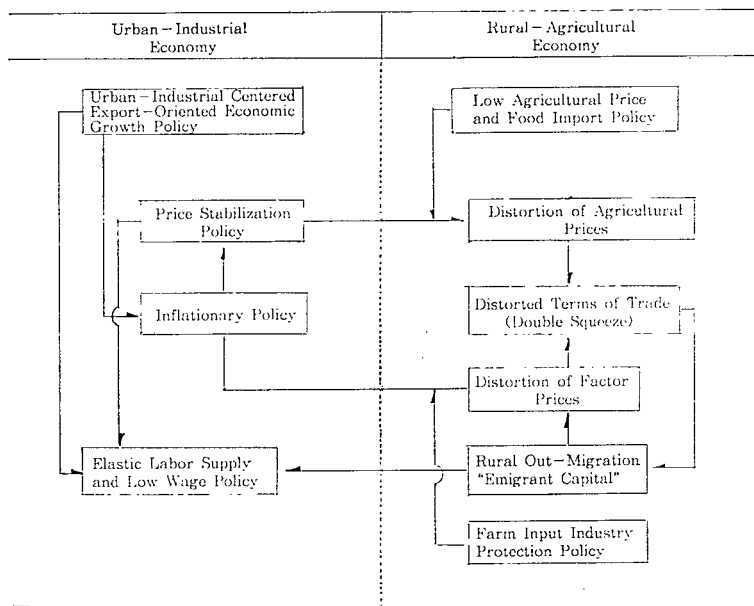 Urban-Industrial
Economy
Rural-Agricultural
Economy
Urban-Industrial Centered
Export-Oriented Economic
Growth Policy
Low Agricultural Price
and Food Import Policy
Price Stabilization
Policy
Distortion of Agricultural
Prices
Inflationary Policy
Distorted Terms of Trade
(Double Squeeze)
Distortion of Factor
Prices
Elastic Labor Supply
and Low Wage Policy
Rural Out-Migration
"Emigrant Capital"
Farm Input Industry
Protection Policy